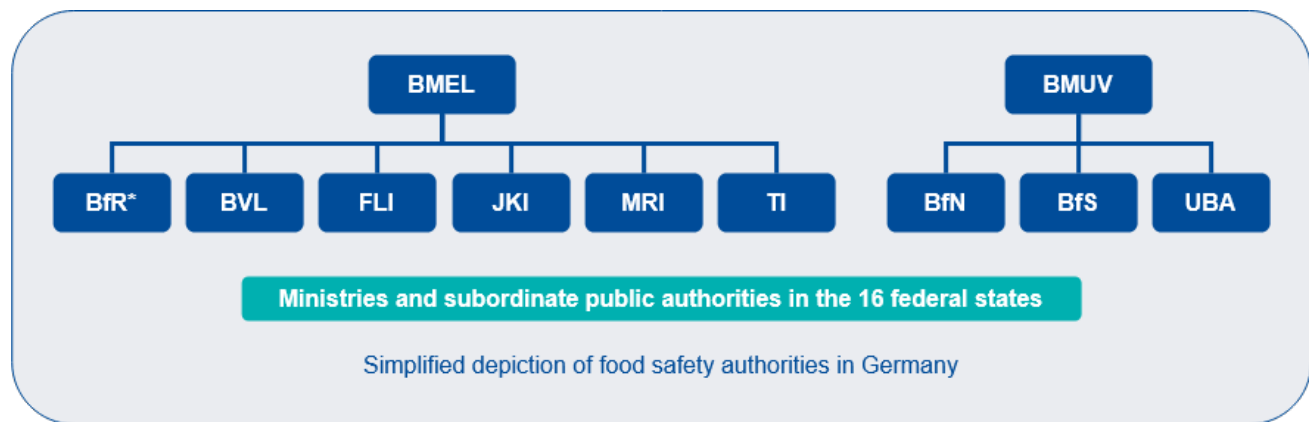 BMEL
BMUV
BfR*
BVL
FLI
JKI
MRI
TI
BfN
BfS
UBA
Ministries and subordinate public authorities in the 16 federal states
Simplified depiction of food safety authorities in Germany